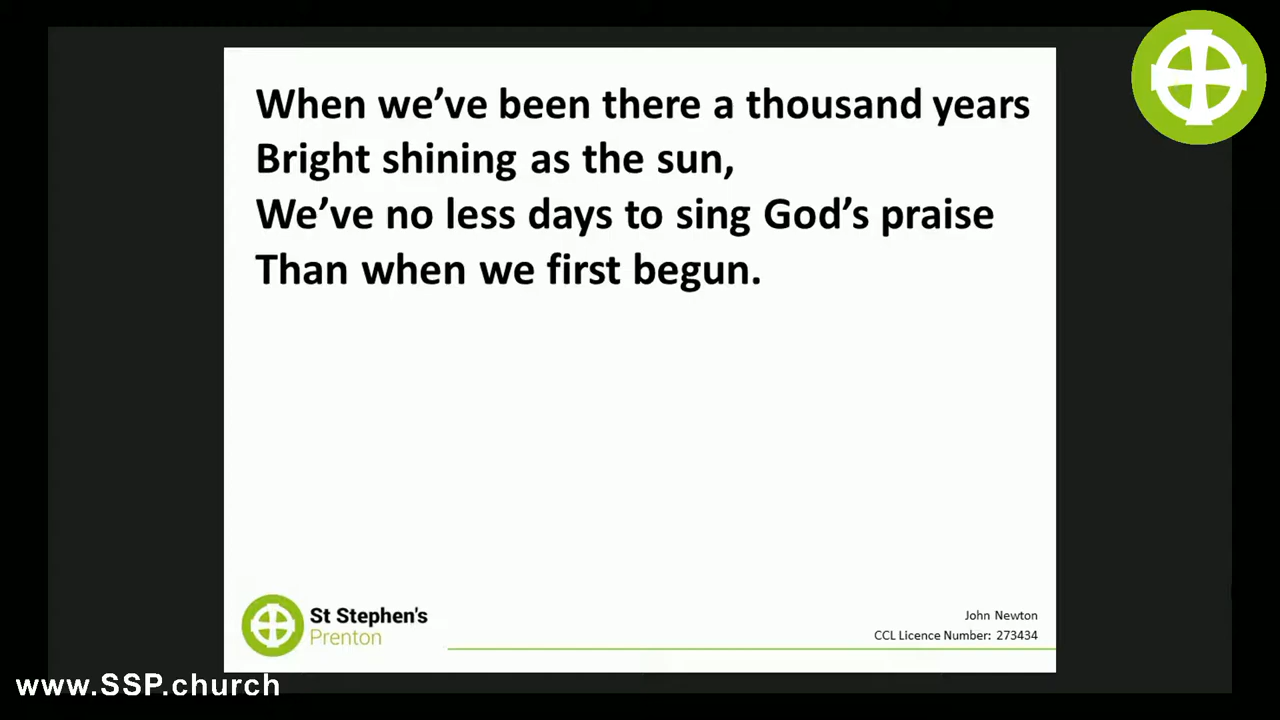 When we’ve been there a thousand years
Bright shining as the sun,
We’ve no less days to sing God’s praise
Than when we first begun.
St Stephen's
Prenton
John Newton
CCL Licence Number: 273434
www.SSP.church